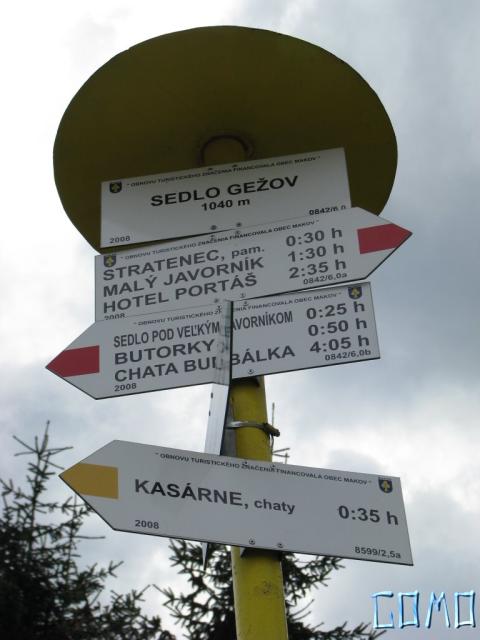 "OBNOVU TURISTICKÉHO ZNAČENIA FINANCOVALA OBEC MAKOV"
SEDLO GEŽOV
1040 m
2008
0842/6,0
"OBNOVU TURISTICKÉHO ZNAČENIA FINANCOVALA OBEC MAKOV"
STRATENEC, pam. 0:30 h
MALÝ JAVORNÍK 1:30 h
HOTEL PORTÁŠ 2:35 h
2008
0842/6,0a
"OBNOVU TURISTICKÉHO FINANCOVALA OBEC MAKOV"
SEDLO POD VEĽKÝM JAVORNÍKOM 0:25 h
BUTORKY 0:50 h
CHATA 4:05 h
2008
0842/6,0b
"OBNOVU TURISTICKÉHO ZNAČENIA FINANCOVALA OBEC MAKOV"
KASÁRNE, chaty 0:35 h
2008
8599/2,5a
COMO